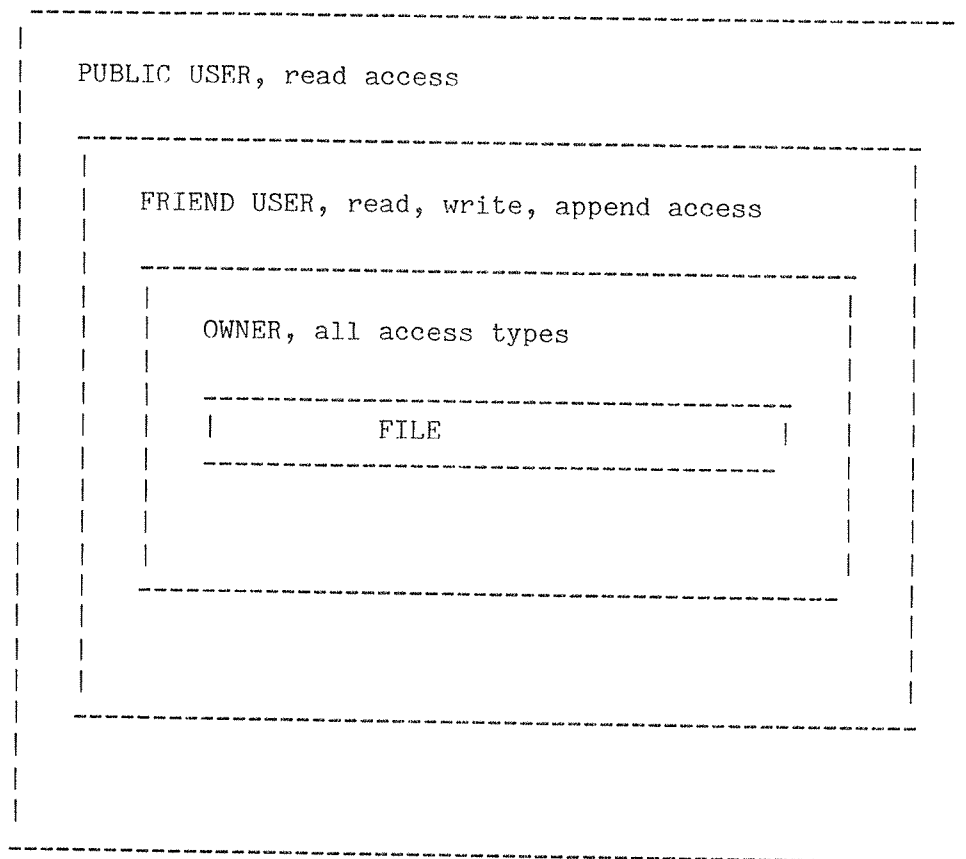 PUBLIC USER, read access
FRIEND USER, read, write, append access
OWNER, all access types
FILE